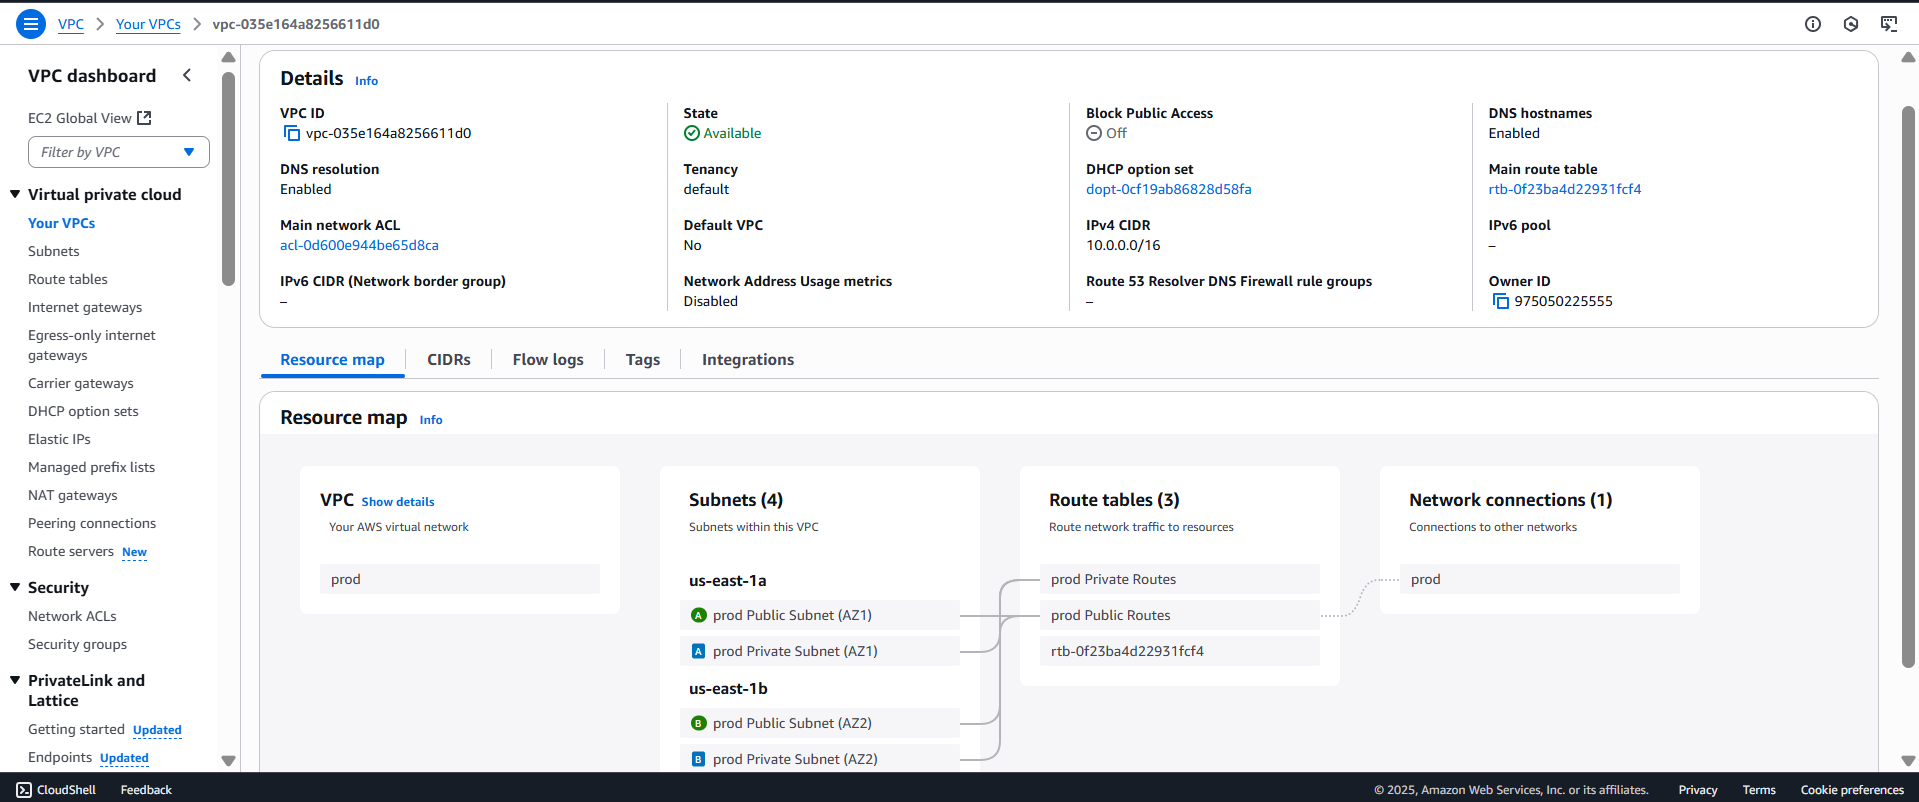 VPC > Your VPCs > vpc-035e164a8256611d0
VPC dashboard
EC2 Global View
Filter by VPC
Virtual private cloud
Your VPCs
Subnets
Route tables
Internet gateways
Egress-only internet
gateways
Carrier gateways
DHCP option sets
Elastic IPs
Managed prefix lists
NAT gateways
Peering connections
Route servers New
Security
Network ACLs
Security groups
PrivateLink and
Lattice
Getting started Updated
Endpoints Updated
Details Info
VPC ID
vpc-035e164a8256611d0
State
Available
Block Public Access
Off
DNS hostnames
Enabled
DNS resolution
Enabled
Tenancy
default
DHCP option set
dopt-0cf19ab86828d58fa
Main route table
rtb-0f23ba4d22931fcf4
Main network ACL
acl-0d600e944be65d8ca
Default VPC
No
IPv4 CIDR
10.0.0.0/16
IPv6 pool
–
IPv6 CIDR (Network border group)
–
Network Address Usage metrics
Disabled
Route 53 Resolver DNS Firewall rule groups
–
Owner ID
975050225555
Resource map
CIDRs
Flow logs
Tags
Integrations
Resource map Info
VPC Show details
Your AWS virtual network
prod
Subnets (4)
Subnets within this VPC
us-east-1a
A prod Public Subnet (AZ1)
A prod Private Subnet (AZ1)
us-east-1b
B prod Public Subnet (AZ2)
B prod Private Subnet (AZ2)
Route tables (3)
Route network traffic to resources
prod Private Routes
prod Public Routes
rtb-0f23ba4d22931fcf4
Network connections (1)
Connections to other networks
prod
CloudShell
Feedback
© 2025, Amazon Web Services, Inc. or its affiliates.
Privacy
Terms
Cookie preferences